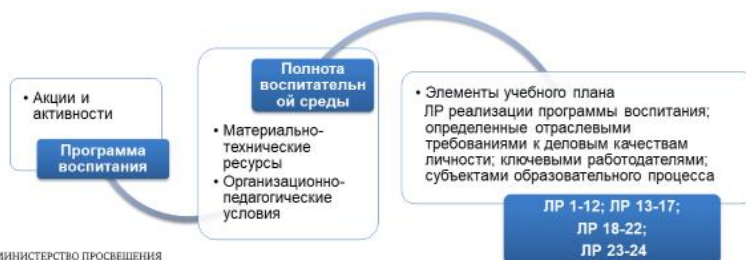 • Акции и
активности
Программа
воспитания
Полнота
воспитательн
ой среды
• Материально-
технические
ресурсы
• Организационно-
педагогические
условия
• Элементы учебного плана
ЛР реализации программы воспитания;
определенные отраслевыми
требованиями к деловым качествам
личности; ключевыми работодателями;
субъектами образовательного процесса
ЛР 1-12; ЛР 13-17;
ЛР 18-22;
ЛР 23-24
МИНИСТЕРСТВО ПРОСВЕЩЕНИЯ